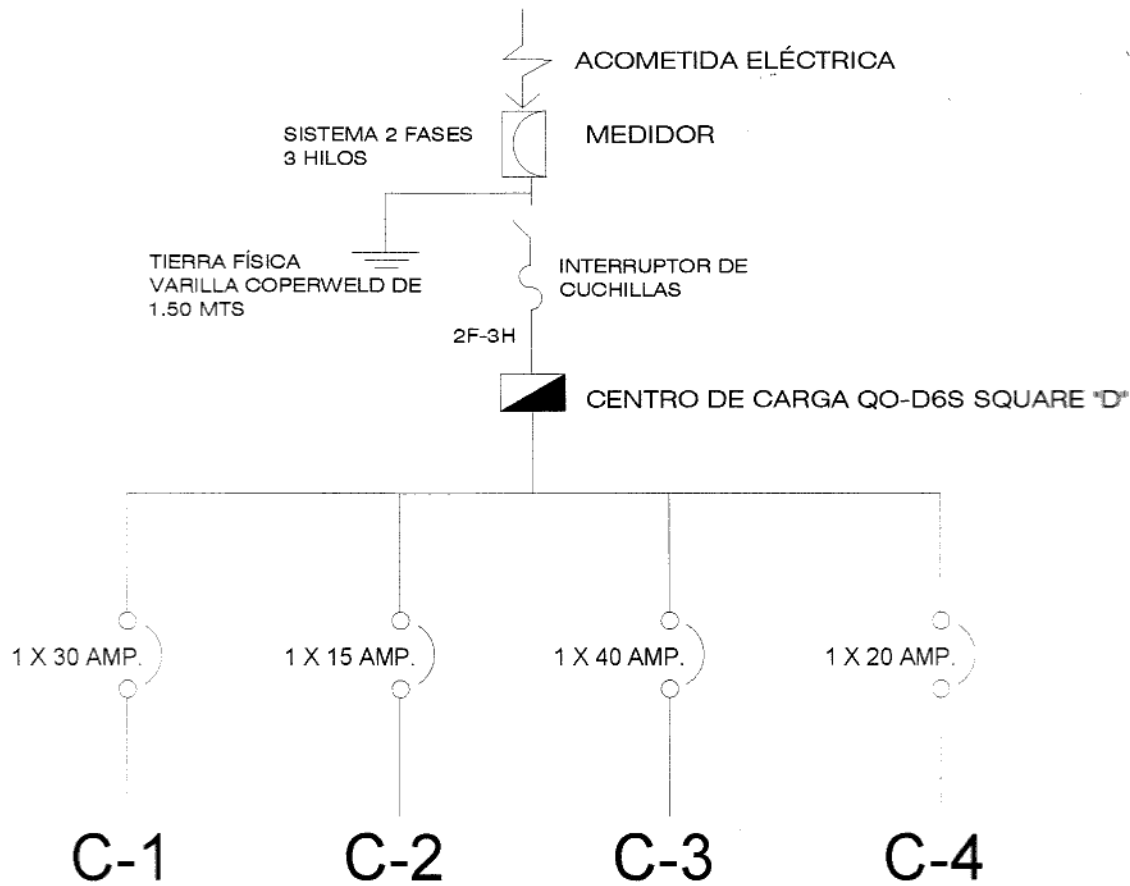 ACOMETIDA ELÉCTRICA
SISTEMA 2 FASES
3 HILOS
MEDIDOR
TIERRA FÍSICA
VARILLA COPERWELD DE
1.50 MTS
INTERRUPTOR DE
CUCHILLAS
2F-3H
CENTRO DE CARGA QO-D6S SQUARE "D"
1 X 30 AMP.
1 X 15 AMP.
1 X 40 AMP.
1 X 20 AMP.
C-1
C-2
C-3
C-4